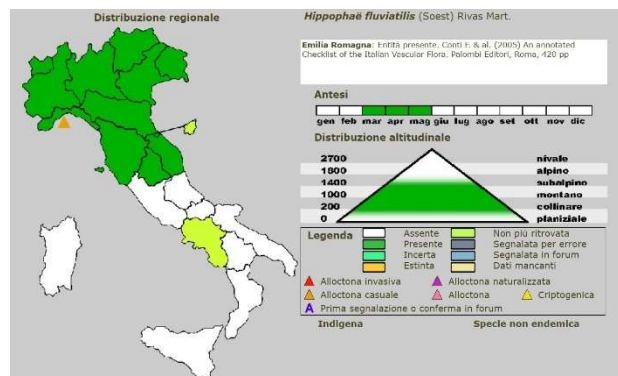 Distribuzione regionale
Hippophaë fluviatilis (Soest) Rivas Mart.
Emilia Romagna: Entità presente. Conti F. & al. (2005) An annotated
Checklist of the Italian Vascular Flora. Palombi Editori, Roma, 420 pp
Antesi
gen feb mar apr mag giu lug ago set ott nov dic
Distribuzione altitudinale
2700 nivale
1800 alpino
1400 subalpino
1000 montano
200 collinare
0 planiziale
Legenda
Assente Non più ritrovata
Presente Segnalata per errore
Incerta Segnalata in forum
Estinta Dati mancanti
Alloctona invasiva Alloctona naturalizzata
Alloctona casuale Alloctona Criptogenica
A Prima segnalazione o conferma in forum
Indigena Specie non endemica